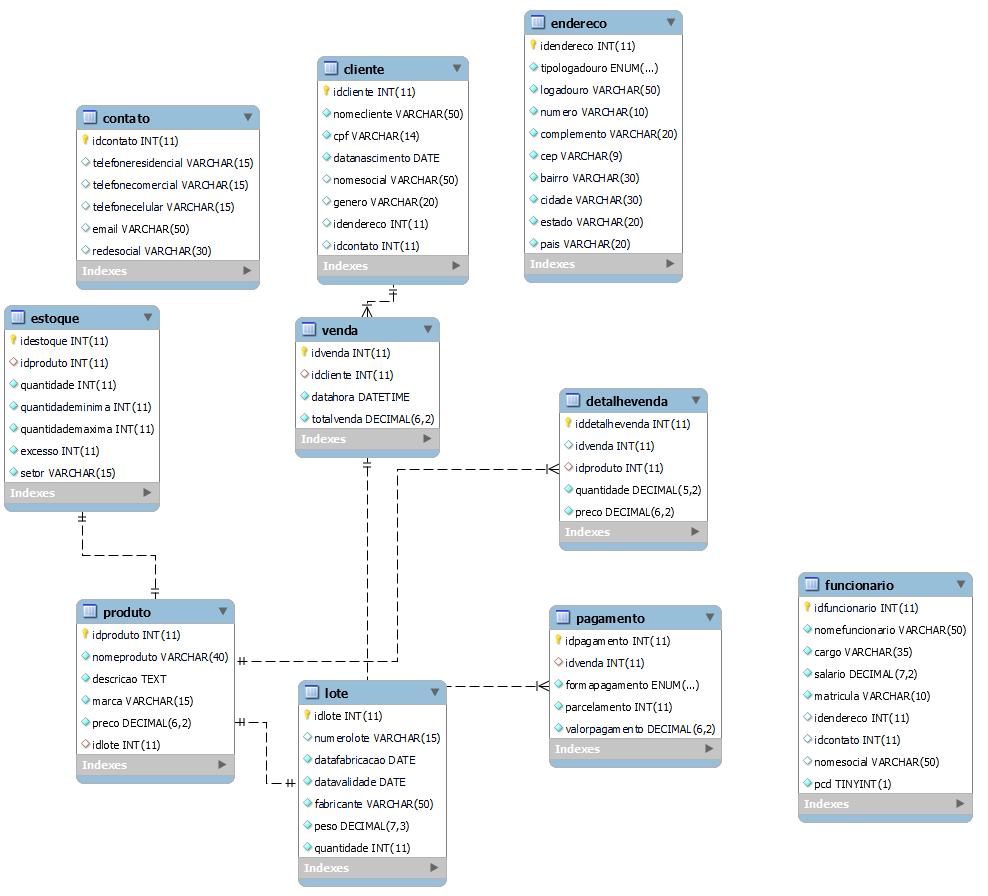 endereco
idendereco INT(11)
tipologadouro ENUM(...)
logadouro VARCHAR(50)
numero VARCHAR(10)
complemento VARCHAR(20)
cep VARCHAR(9)
bairro VARCHAR(30)
cidade VARCHAR(30)
estado VARCHAR(20)
pais VARCHAR(20)
Indexes
cliente
idcliente INT(11)
nomecliente VARCHAR(50)
cpf VARCHAR(14)
datanascimento DATE
nomesocial VARCHAR(50)
genero VARCHAR(20)
idendereco INT(11)
idcontato INT(11)
Indexes
contato
idcontato INT(11)
telefoneresidencial VARCHAR(15)
telefonecomercial VARCHAR(15)
telefonecelular VARCHAR(15)
email VARCHAR(50)
redesocial VARCHAR(30)
Indexes
estoque
idestoque INT(11)
idproduto INT(11)
quantidade INT(11)
quantidademinima INT(11)
quantidademaxima INT(11)
excesso INT(11)
setor VARCHAR(15)
Indexes
venda
idvenda INT(11)
idcliente INT(11)
datahora DATETIME
totalvenda DECIMAL(6,2)
Indexes
detalhevenda
iddetalhevenda INT(11)
idvenda INT(11)
idproduto INT(11)
quantidade DECIMAL(5,2)
preco DECIMAL(6,2)
Indexes
produto
idproduto INT(11)
nomeproduto VARCHAR(40)
descricao TEXT
marca VARCHAR(15)
preco DECIMAL(6,2)
idlote INT(11)
Indexes
lote
idlote INT(11)
numerolote VARCHAR(15)
datafabricacao DATE
datavalidade DATE
fabricante VARCHAR(50)
peso DECIMAL(7,3)
quantidade INT(11)
Indexes
pagamento
idpagamento INT(11)
idvenda INT(11)
formapagamento ENUM(...)
parcelamento INT(11)
valorpagamento DECIMAL(6,2)
Indexes
funcionario
idfuncionario INT(11)
nomefuncionario VARCHAR(50)
cargo VARCHAR(35)
salario DECIMAL(7,2)
matricula VARCHAR(10)
idendereco INT(11)
idcontato INT(11)
nomesocial VARCHAR(50)
pcd TINYINT(1)
Indexes